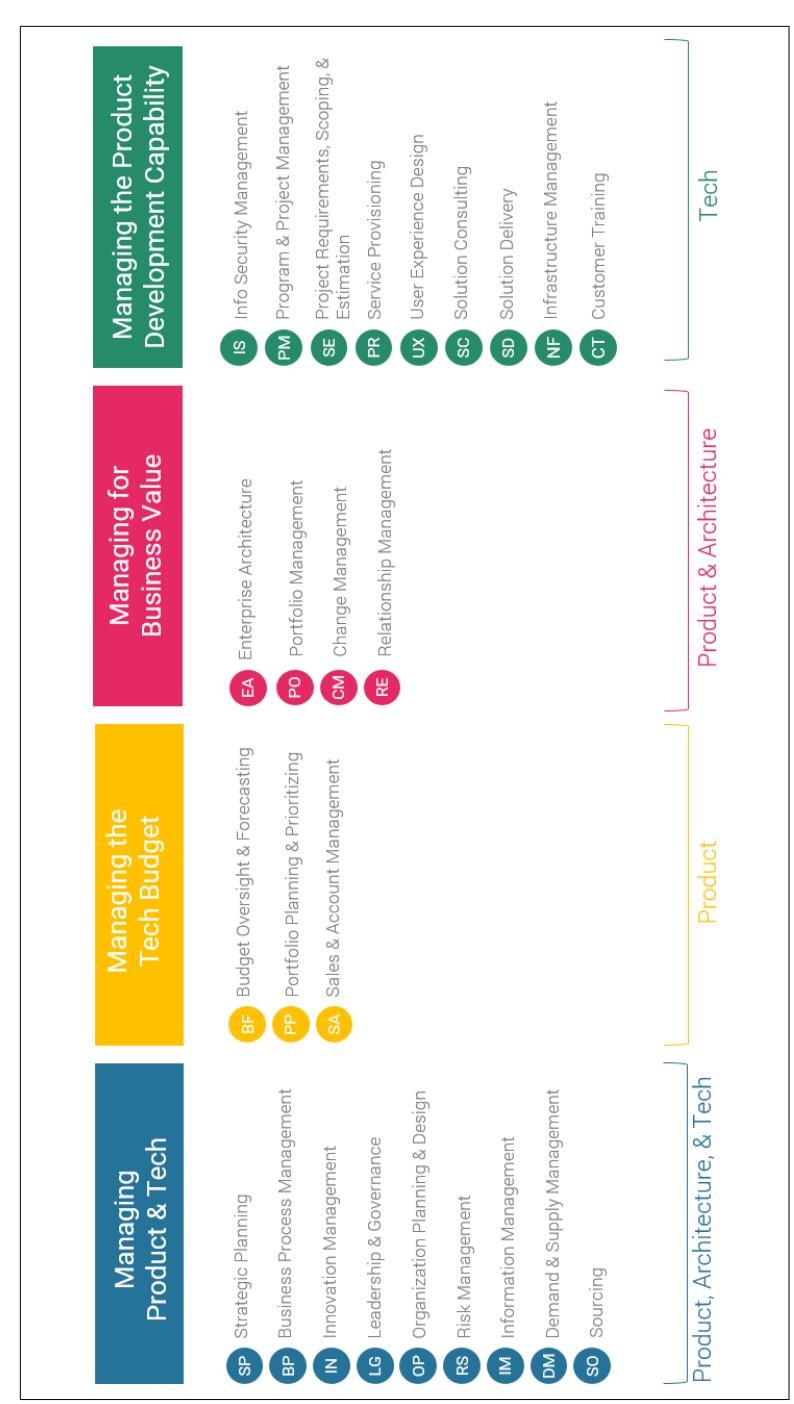 Managing
Product & Tech
SP Strategic Planning
BP Business Process Management
IN Innovation Management
LG Leadership & Governance
OP Organization Planning & Design
RS Risk Management
IM Information Management
DM Demand & Supply Management
SO Sourcing
Product, Architecture, & Tech
Managing the
Tech Budget
BF Budget Oversight & Forecasting
PP Portfolio Planning & Prioritizing
SA Sales & Account Management
Product
Managing for
Business Value
EA Enterprise Architecture
PO Portfolio Management
CM Change Management
RE Relationship Management
Product & Architecture
Managing the Product
Development Capability
IS Info Security Management
PM Program & Project Management
SE Project Requirements, Scoping, &
Estimation
PR Service Provisioning
UX User Experience Design
SC Solution Consulting
SD Solution Delivery
NF Infrastructure Management
CT Customer Training
Tech